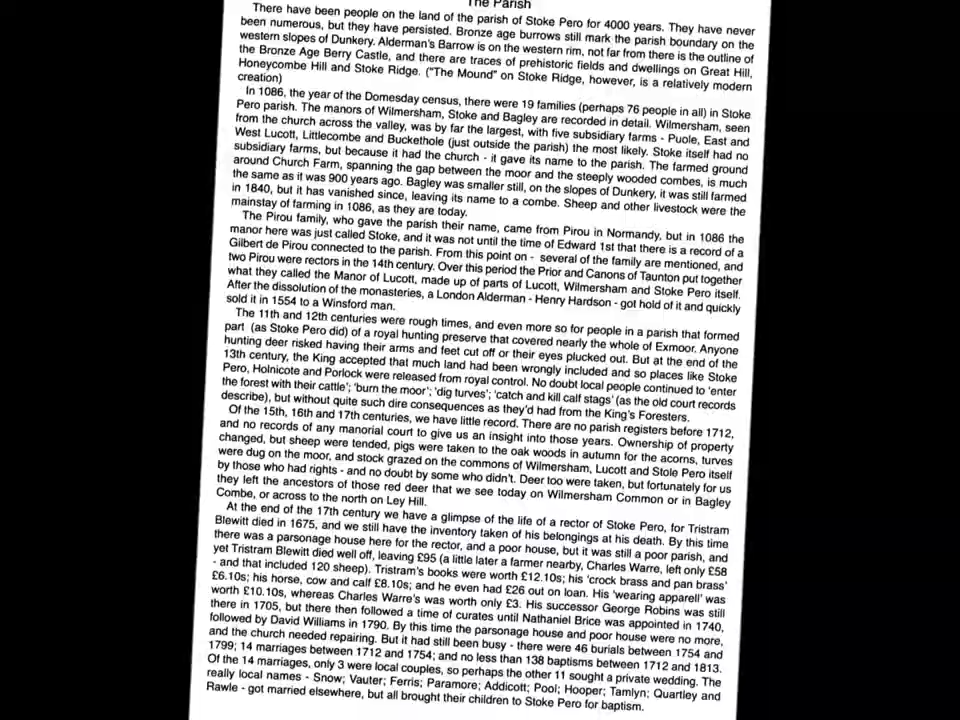 The Parish
There have been people on the land of the parish of Stoke Pero for 4000 years. They have never
been numerous, but they have persisted. Bronze age burrows still mark the parish boundary on the
western slopes of Dunkery. Alderman's Barrow is on the western rim, not far from there is the outline of
the Bronze Age Berry Castle, and there are traces of prehistoric fields and dwellings on Great Hill,
Honeycombe Hill and Stoke Ridge. ("The Mound" on Stoke Ridge, however, is a relatively modern
creation)
In 1086, the year of the Domesday census, there were 19 families (perhaps 76 people in all) in Stoke
Pero parish. The manors of Wilmersham, Stoke and Bagley are recorded in detail. Wilmersham, seen
from the church across the valley, was by far the largest, with five subsidiary farms - Puole, East and
West Lucott, Littlecombe and Buckethole (just outside the parish) the most likely. Stoke itself had no
subsidiary farms, but because it had the church - it gave its name to the parish. The farmed ground
around Church Farm, spanning the gap between the moor and the steeply wooded combes, is much
the same as it was 900 years ago. Bagley was smaller still, on the slopes of Dunkery, it was still farmed
in 1840, but it has vanished since, leaving its name to a combe. Sheep and other livestock were the
mainstay of farming in 1086, as they are today.
The Pirou family, who gave the parish their name, came from Pirou in Normandy, but in 1086 the
manor here was just called Stoke, and it was not until the time of Edward 1st that there is a record of a
Gilbert de Pirou connected to the parish. From this point on - several of the family are mentioned, and
two Pirou were rectors in the 14th century. Over this period the Prior and Canons of Taunton put together
what they called the Manor of Lucott, made up of parts of Lucott, Wilmersham and Stoke Pero itself.
After the dissolution of the monasteries, a London Alderman - Henry Hardson - got hold of it and quickly
sold it in 1554 to a Winsford man.
The 11th and 12th centuries were rough times, and even more so for people in a parish that formed
part (as Stoke Pero did) of a royal hunting preserve that covered nearly the whole of Exmoor. Anyone
hunting deer risked having their arms and feet cut off or their eyes plucked out. But at the end of the
13th century, the King accepted that much land had been wrongly included and so places like Stoke
Pero, Holnicote and Porlock were released from royal control. No doubt local people continued to 'enter
the forest with their cattle'; 'burn the moor'; 'dig turves'; 'catch and kill calf stags' (as the old court records
describe), but without quite such dire consequences as they'd had from the King's Foresters.
Of the 15th, 16th and 17th centuries, we have little record. There are no parish registers before 1712,
and no records of any manorial court to give us an insight into those years. Ownership of property
changed, but sheep were tended, pigs were taken to the oak woods in autumn for the acorns, turves
were dug on the moor, and stock grazed on the commons of Wilmersham, Lucott and Stole Pero itself
by those who had rights - and no doubt by some who didn't. Deer too were taken, but fortunately for us
they left the ancestors of those red deer that we see today on Wilmersham Common or in Bagley
Combe, or across to the north on Ley Hill.
At the end of the 17th century we have a glimpse of the life of a rector of Stoke Pero, for Tristram
Blewitt died in 1675, and we still have the inventory taken of his belongings at his death. By this time
there was a parsonage house here for the rector, and a poor house, but it was still a poor parish, and
yet Tristram Blewitt died well off, leaving £95 (a little later a farmer nearby, Charles Warre, left only £58
- and that included 120 sheep). Tristram's books were worth £12.10s; his 'crock brass and pan brass'
£6.10s; his horse, cow and calf £8.10s; and he even had £26 out on loan. His 'wearing apparell' was
worth £10.10s, whereas Charles Warre's was worth only £3. His successor George Robins was still
there in 1705, but there then followed a time of curates until Nathaniel Brice was appointed in 1740,
followed by David Williams in 1790. By this time the parsonage house and poor house were no more,
and the church needed repairing. But it had still been busy - there were 46 burials between 1754 and
1799; 14 marriages between 1712 and 1754; and no less than 138 baptisms between 1712 and 1813.
Of the 14 marriages, only 3 were local couples, so perhaps the other 11 sought a private wedding. The
really local names - Snow; Vauter; Ferris; Paramore; Addicott; Pool; Hooper; Tamlyn; Quartley and
Rawle - got married elsewhere, but all brought their children to Stoke Pero for baptism.